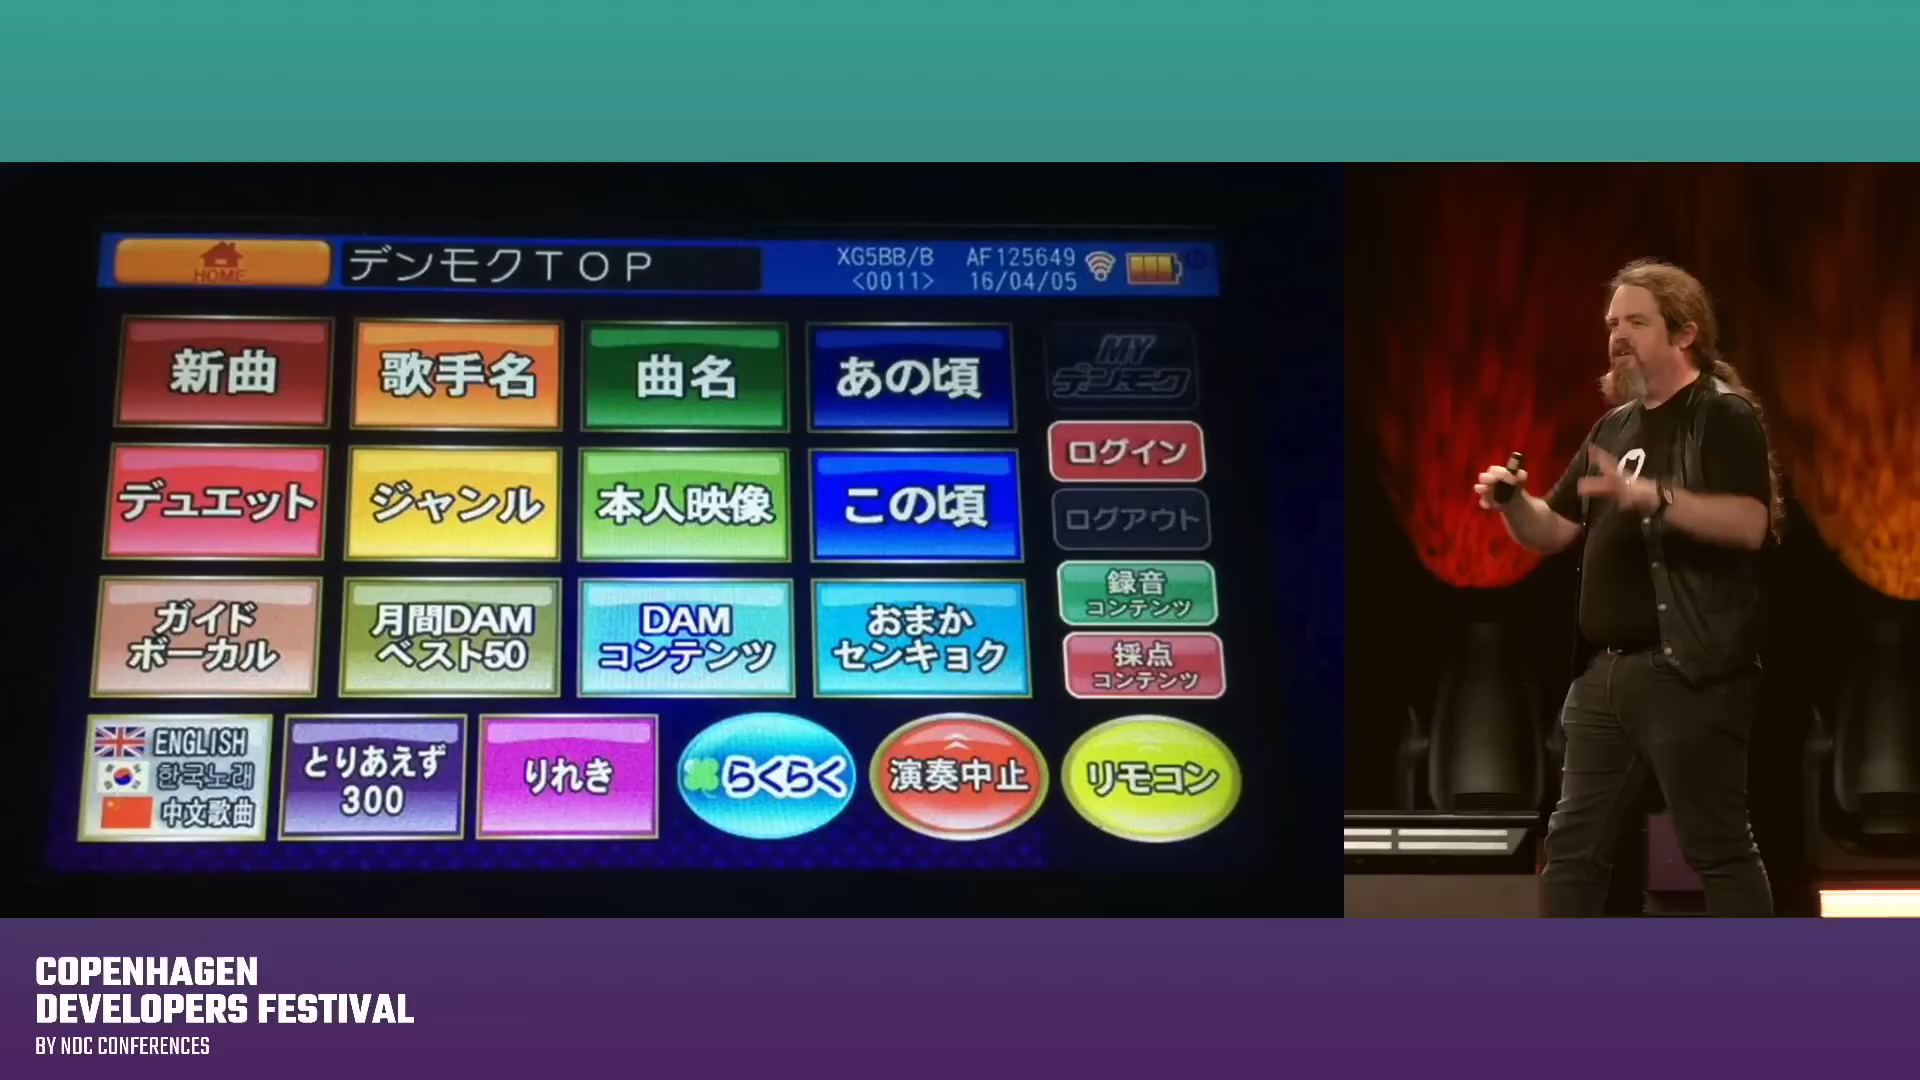 HOME
デンモクTOP
XG5BB/B
AF125649
<0011>
16/04/05
新曲
歌手名
曲名
あの頃
MY
デンモク
デュエット
ジャンル
本人映像
この頃
ログイン
ログアウト
ガイド
ボーカル
月間DAM
ベスト50
DAM
コンテンツ
おまか
センキョク
録音
コンテンツ
採点
コンテンツ
ENGLISH
한국노래
中文歌曲
とりあえず
300
りれき
らくらく
演奏中止
リモコン
COPENHAGEN
DEVELOPERS FESTIVAL
BY NDC CONFERENCES